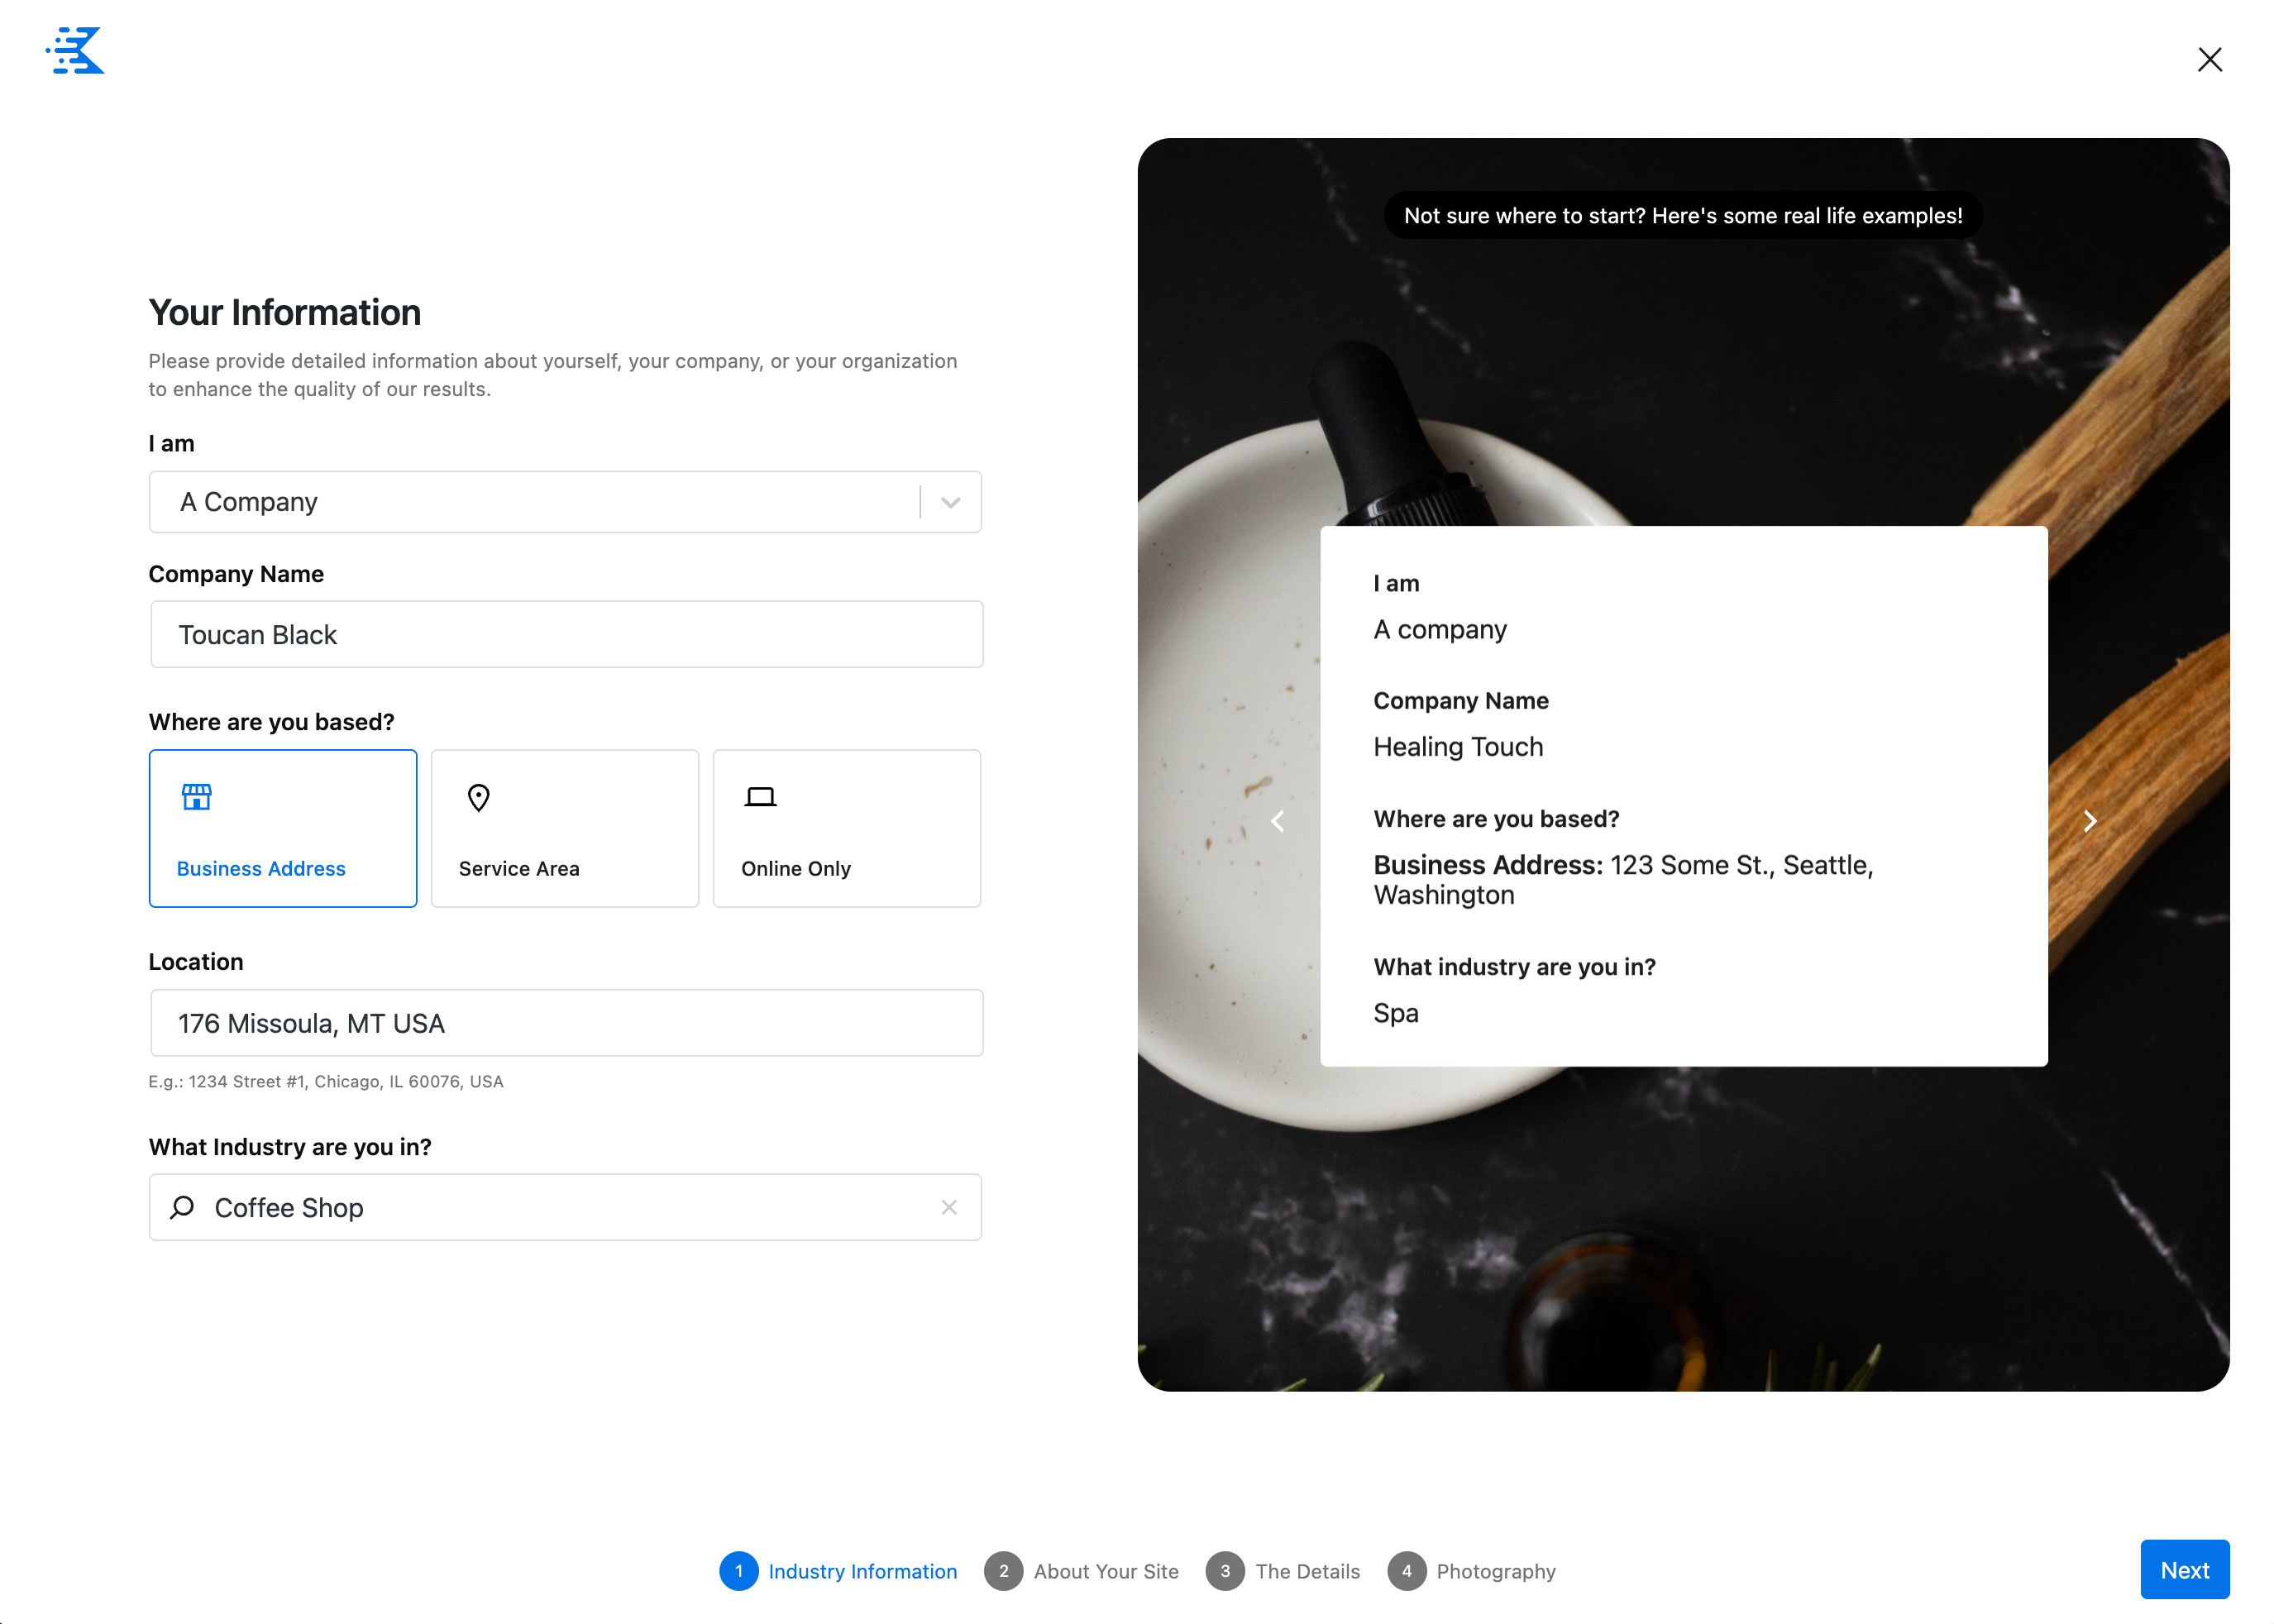 Your Information
Please provide detailed information about yourself, your company, or your organization
to enhance the quality of our results.
I am
A Company
Company Name
Toucan Black
Where are you based?
Business Address
Service Area
Online Only
Location
176 Missoula, MT USA
E.g.: 1234 Street #1, Chicago, IL 60076, USA
What Industry are you in?
Coffee Shop
Not sure where to start? Here's some real life examples!
I am
A company
Company Name
Healing Touch
Where are you based?
Business Address: 123 Some St., Seattle,
Washington
What industry are you in?
Spa
1 Industry Information
2 About Your Site
3 The Details
4 Photography
Next